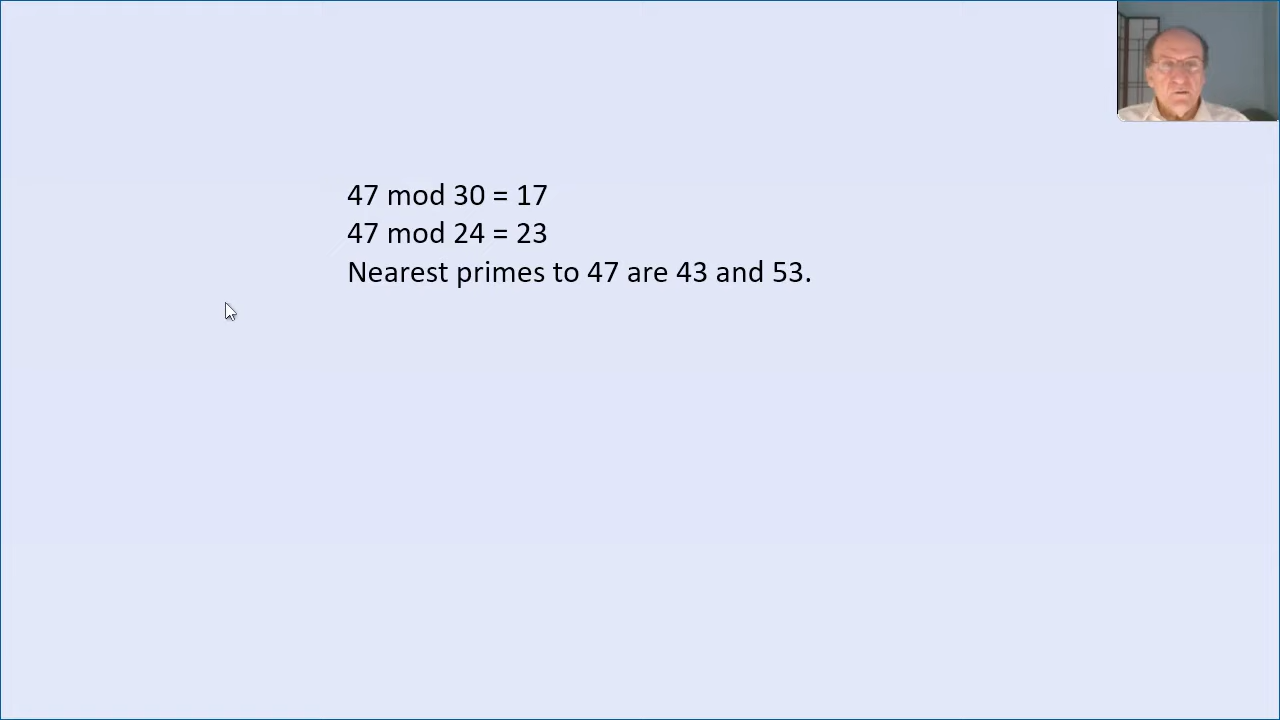 47 mod 30 = 17
47 mod 24 = 23
Nearest primes to 47 are 43 and 53.